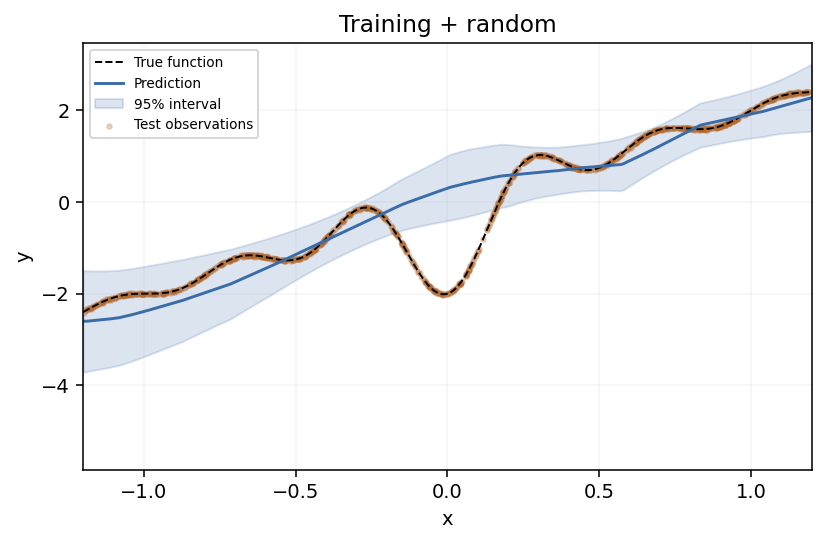 Training + random
True function
Prediction
95% interval
Test observations
2
0
−2
−4
y
−1.0
−0.5
0.0
0.5
1.0
x